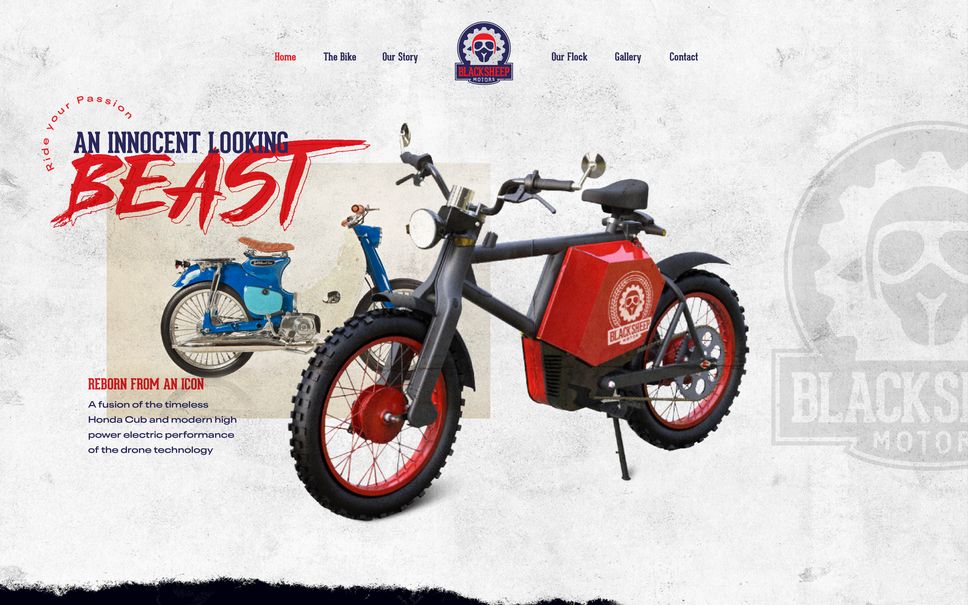 Home
The Bike
Our Story
BLACKSHEEP
MOTORS
Our Flock
Gallery
Contact
Ride your Passion
AN INNOCENT LOOKING
BEAST
BLACKSHEEP
MOTORS
REBORN FROM AN ICON
A fusion of the timeless
Honda Cub and modern high
power electric performance
of the drone technology